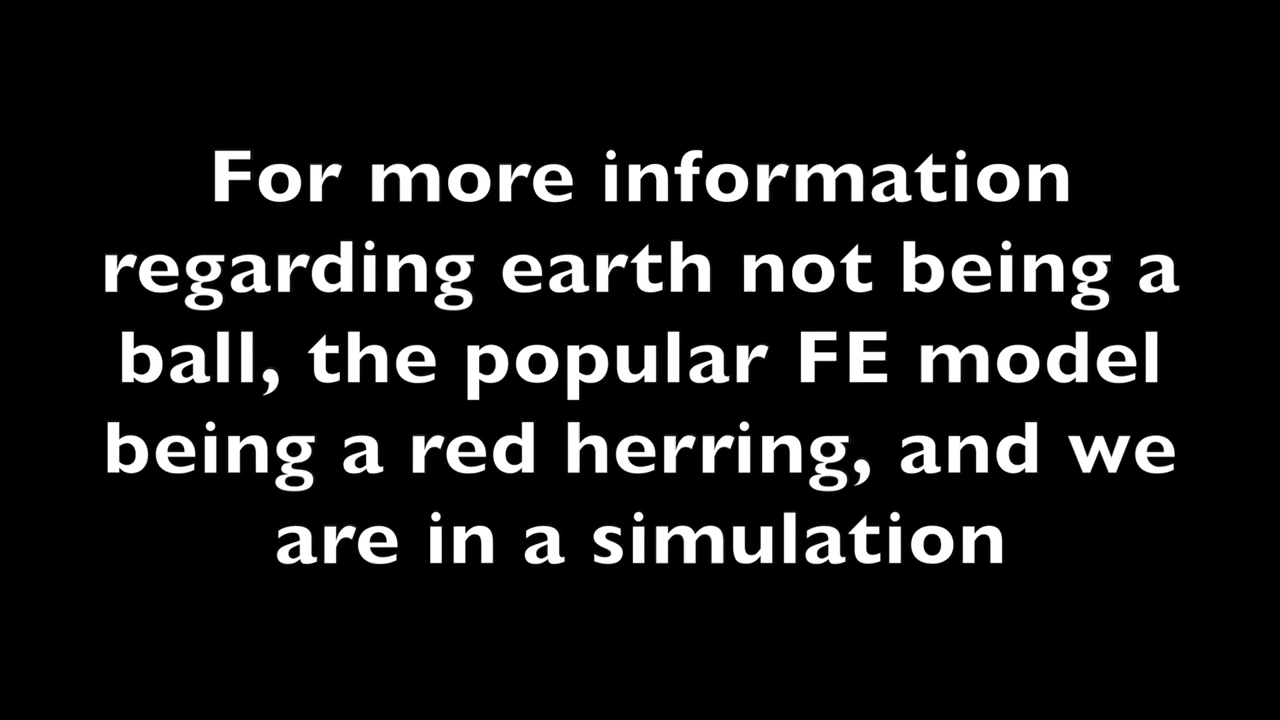 For more information
regarding earth not being a
ball, the popular FE model
being a red herring, and we
are in a simulation